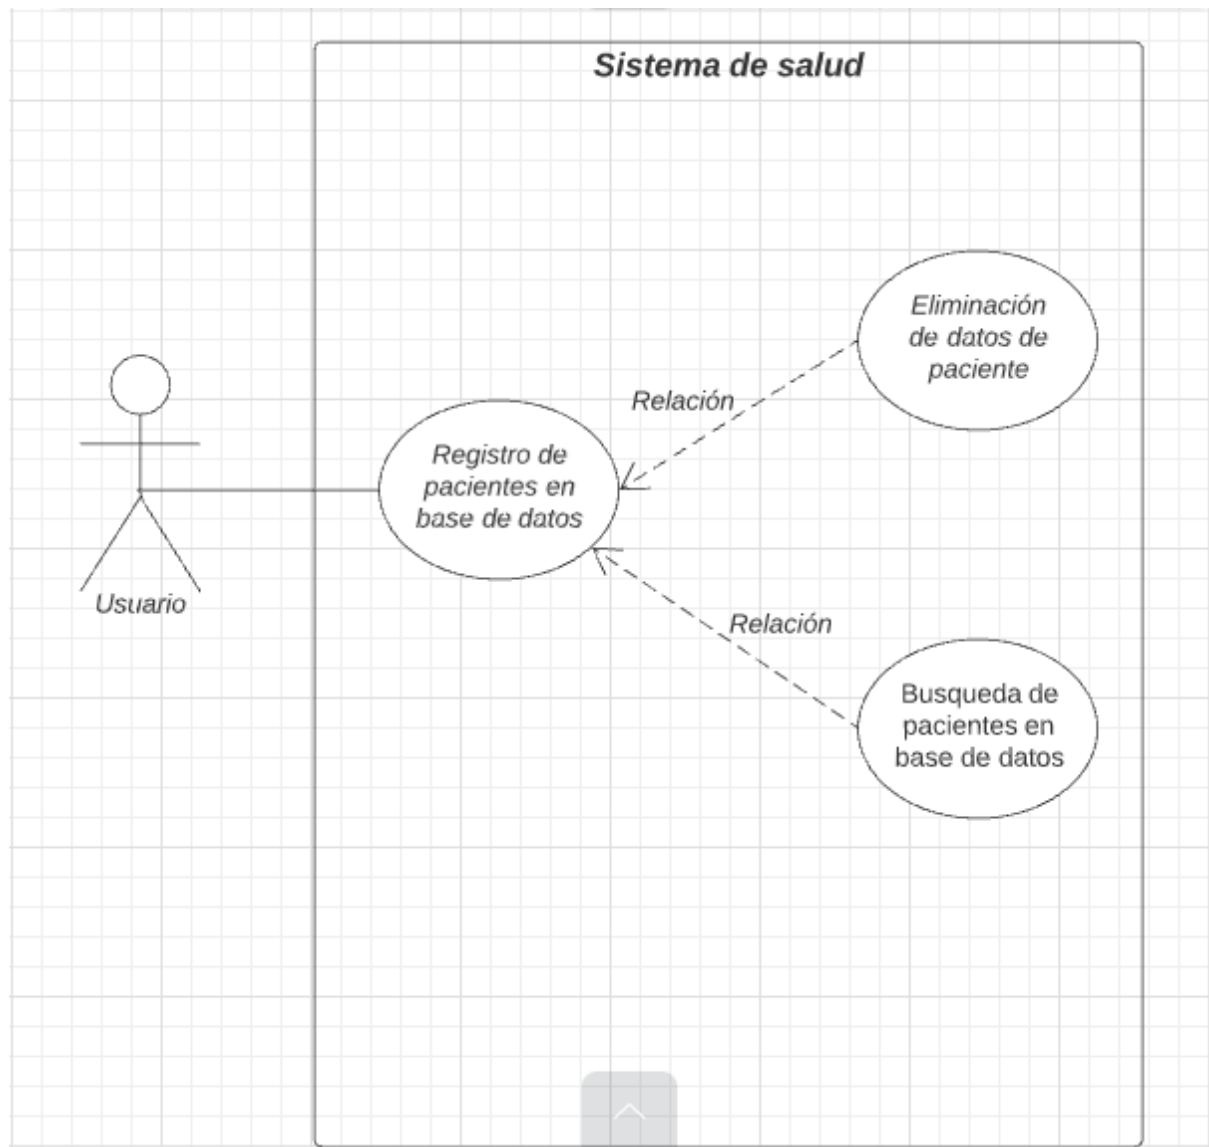 Sistema de salud
Eliminación
de datos de
paciente
Relación
Registro de
pacientes en
base de datos
Usuario
Relación
Busqueda de
pacientes en
base de datos